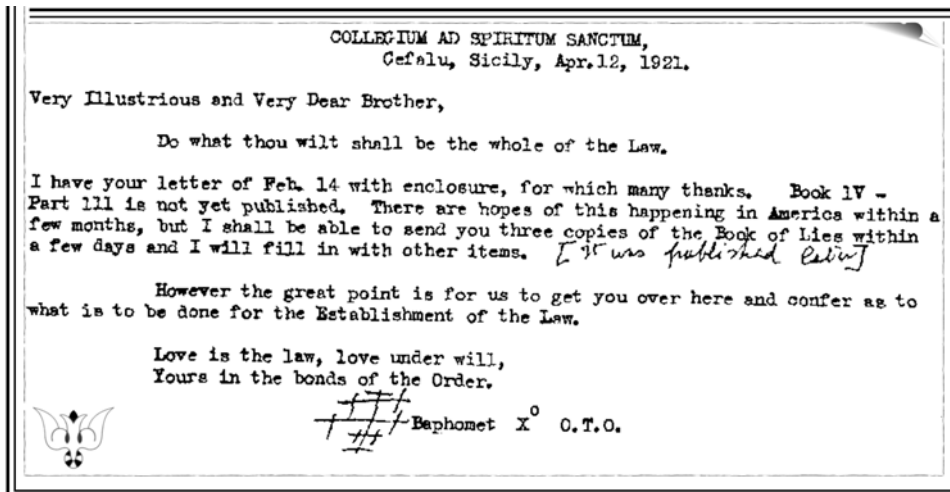 COLLEGIUM AD SPIRITUM SANCTUM,
Cefalu, Sicily, Apr.12, 1921.
Very Illustrious and Very Dear Brother,
Do what thou wilt shall be the whole of the Law.
I have your letter of Feb. 14 with enclosure, for which many thanks. Book 1V -
Part 111 is not yet published. There are hopes of this happening in America within a
few months, but I shall be able to send you three copies of the Book of Lies within
a few days and I will fill in with other items. [it was published later]
However the great point is for us to get you over here and confer as to
what is to be done for the Establishment of the Law.
Love is the law, love under will,
Yours in the bonds of the Order.
Baphomet X° O.T.O.